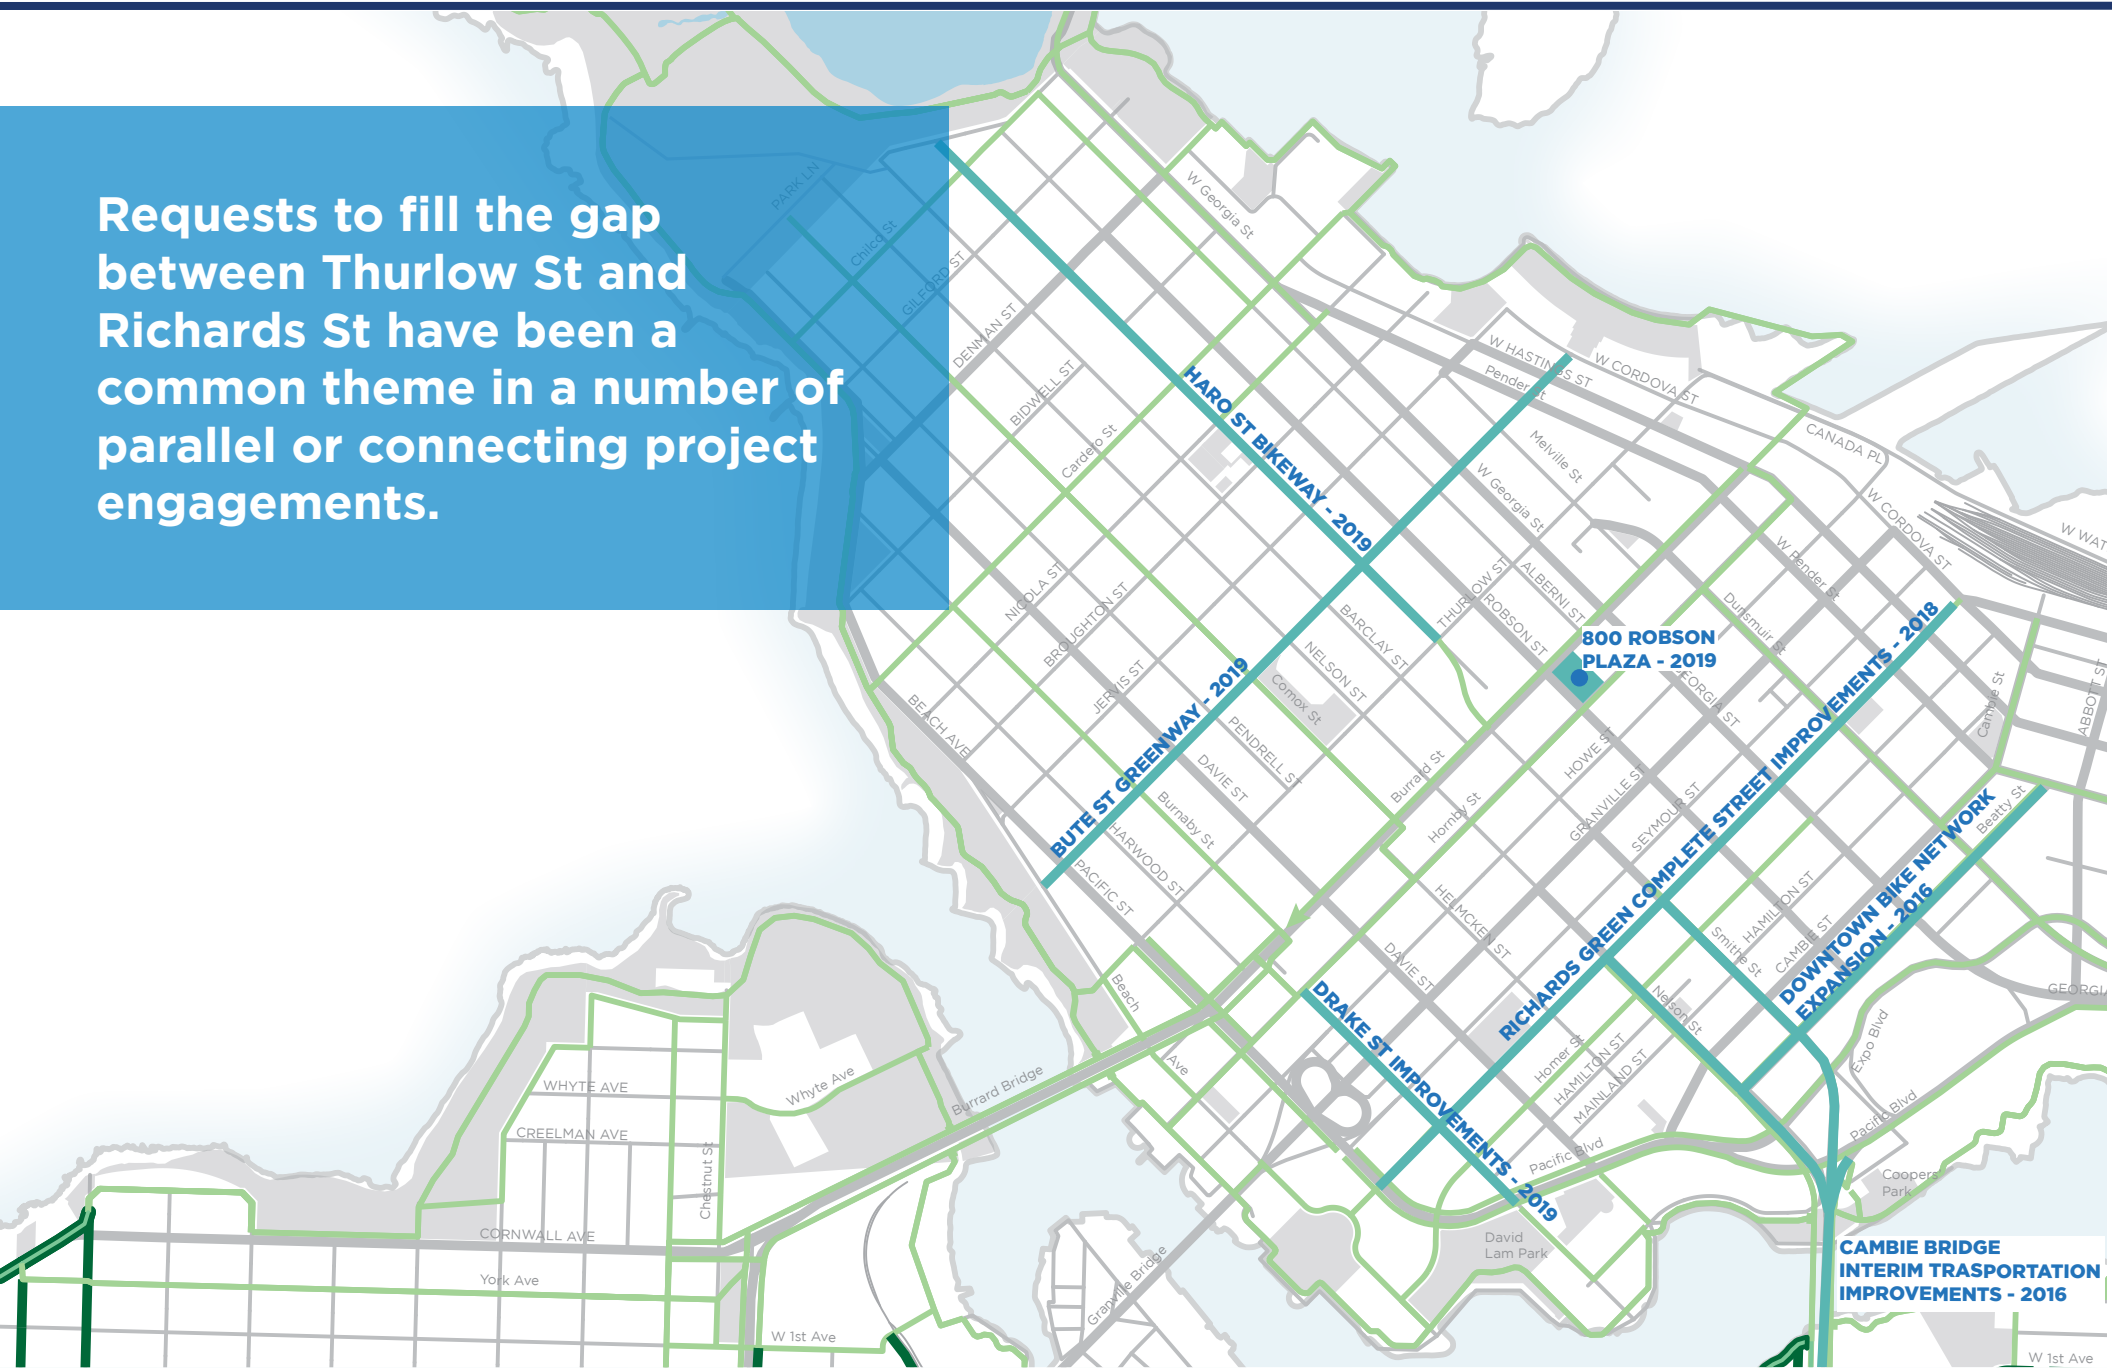 Requests to fill the gap
between Thurlow St and
Richards St have been a
common theme in a number of
parallel or connecting project
engagements.
PARK LN
Chilco St
GILFORD ST
DENMAN ST
BIDWELL ST
Cardero St
NICOLA ST
BROUGHTON ST
JERVIS ST
BEACH AVE
W Georgia St
HARO ST BIKEWAY - 2019
W HASTINGS ST
Pender St
W CORDOVA ST
CANADA PL
W CORDOVA ST
W WAT
Melville St
W Georgia St
W Pender St
Dunsmuir St
THURLOW ST
ALBERNI ST
ROBSON ST
BARCLAY ST
NELSON ST
Comox St
PENDRELL ST
DAVIE ST
Burnaby St
HARWOOD ST
PACIFIC ST
BUTE ST GREENWAY - 2019
800 ROBSON
PLAZA - 2019
EORGIA ST
HOWE ST
GRANVILLE ST
SEYMOUR ST
Burrard St
Hornby St
HELMCKEN ST
DAVIE ST
RICHARDS GREEN COMPLETE STREET IMPROVEMENTS - 2018
Cambie St
ABBOTT ST
Beatty St
DOWNTOWN BIKE NETWORK
EXPANSION - 2016
HAMILTON ST
CAMBIE ST
Smithe St
Nelson St
GEORGIA
Expo Blvd
Pacific Blvd
Homer St
HAMILTON ST
MAINLAND ST
Pacific Blvd
DRAKE ST IMPROVEMENTS - 2019
Beach
Ave
Burrard Bridge
Granville Bridge
David
Lam Park
Coopers'
Park
CAMBIE BRIDGE
INTERIM TRASPORTATION
IMPROVEMENTS - 2016
WHYTE AVE
Whyte Ave
CREELMAN AVE
Chestnut St
CORNWALL AVE
York Ave
W 1st Ave
W 1st Ave